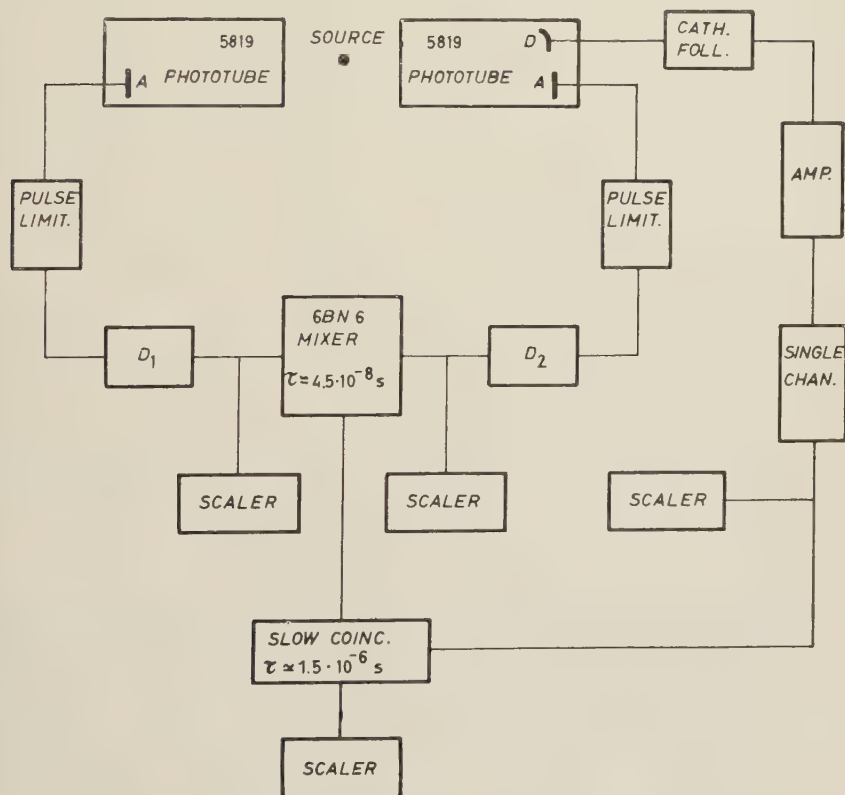 5819
A PHOTOTUBE
SOURCE
5819 D
PHOTOTUBE A
CATH.
FOLL.
PULSE
LIMIT.
PULSE
LIMIT.
AMP.
D1
6BN 6
MIXER
τ=4.5·10⁻⁸s
D2
SINGLE
CHAN.
SCALER
SCALER
SCALER
SLOW COINC.
τ≃1.5·10⁻⁶s
SCALER